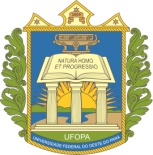 NATURA HOMO
ET PROGRESSIO
UFOPA
UNIVERSIDADE FEDERAL DO OESTE DO PARÁ